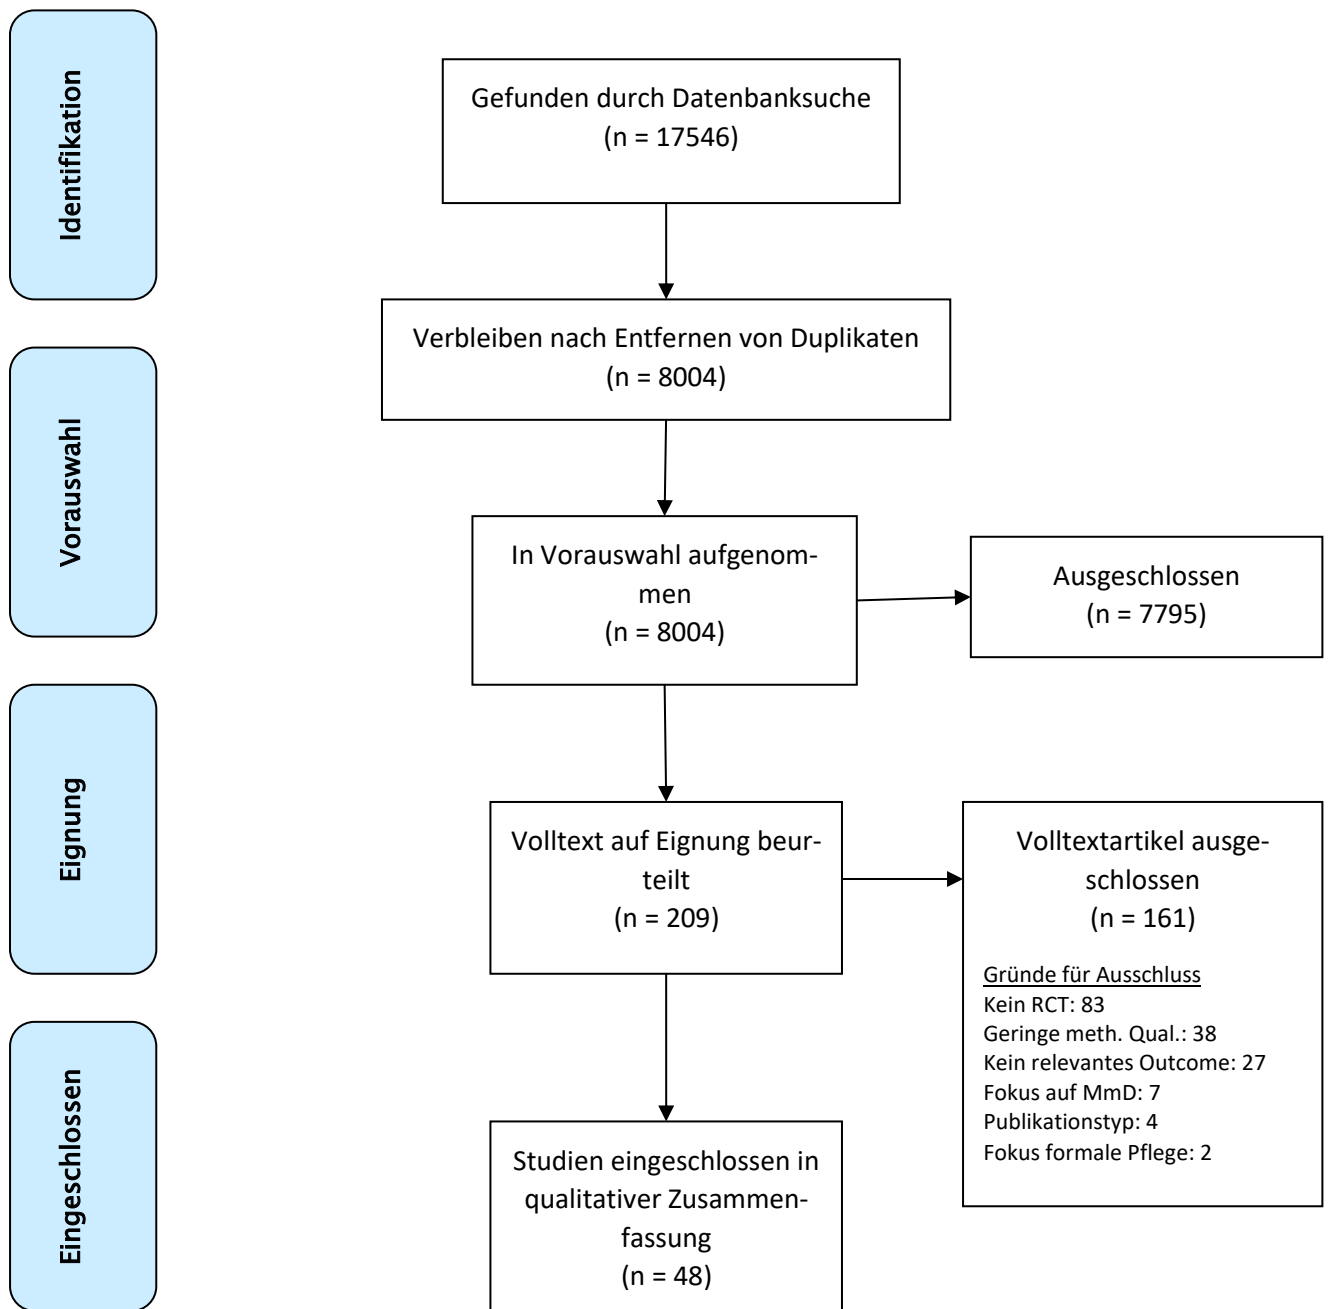 Identifikation
Gefunden durch Datenbanksuche
(n = 17546)
Verbleiben nach Entfernen von Duplikaten
(n = 8004)
Vorauswahl
In Vorauswahl aufgenom-
men
(n = 8004)
Ausgeschlossen
(n = 7795)
Eignung
Volltext auf Eignung beur-
teilt
(n = 209)
Volltextartikel ausge-
schlossen
(n = 161)
Gründe für Ausschluss
Kein RCT: 83
Geringe meth. Qual.: 38
Kein relevantes Outcome: 27
Fokus auf MmD: 7
Publikationstyp: 4
Fokus formale Pflege: 2
Eingeschlossen
Studien eingeschlossen in
qualitativer Zusammen-
fassung
(n = 48)